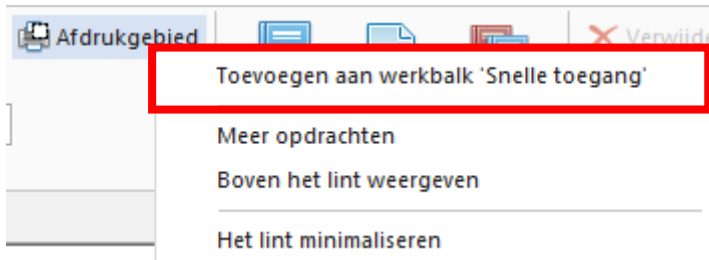 Afdrukgebied
Toevoegen aan werkbalk 'Snelle toegang'
Meer opdrachten
Boven het lint weergeven
Het lint minimaliseren